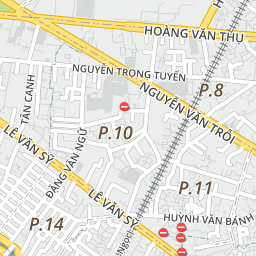 HOÀNG VĂN THỤ
NGUYỄN TRỌNG TUYỂN
P.8
TÂN CANH
NGUYỄN VĂN TRỖI
P.10
LÊ VĂN SỸ
ĐẶNG VĂN NGỮ
LÊ VĂN SỸ
P.11
HUỲNH VĂN BÁNH
P.14